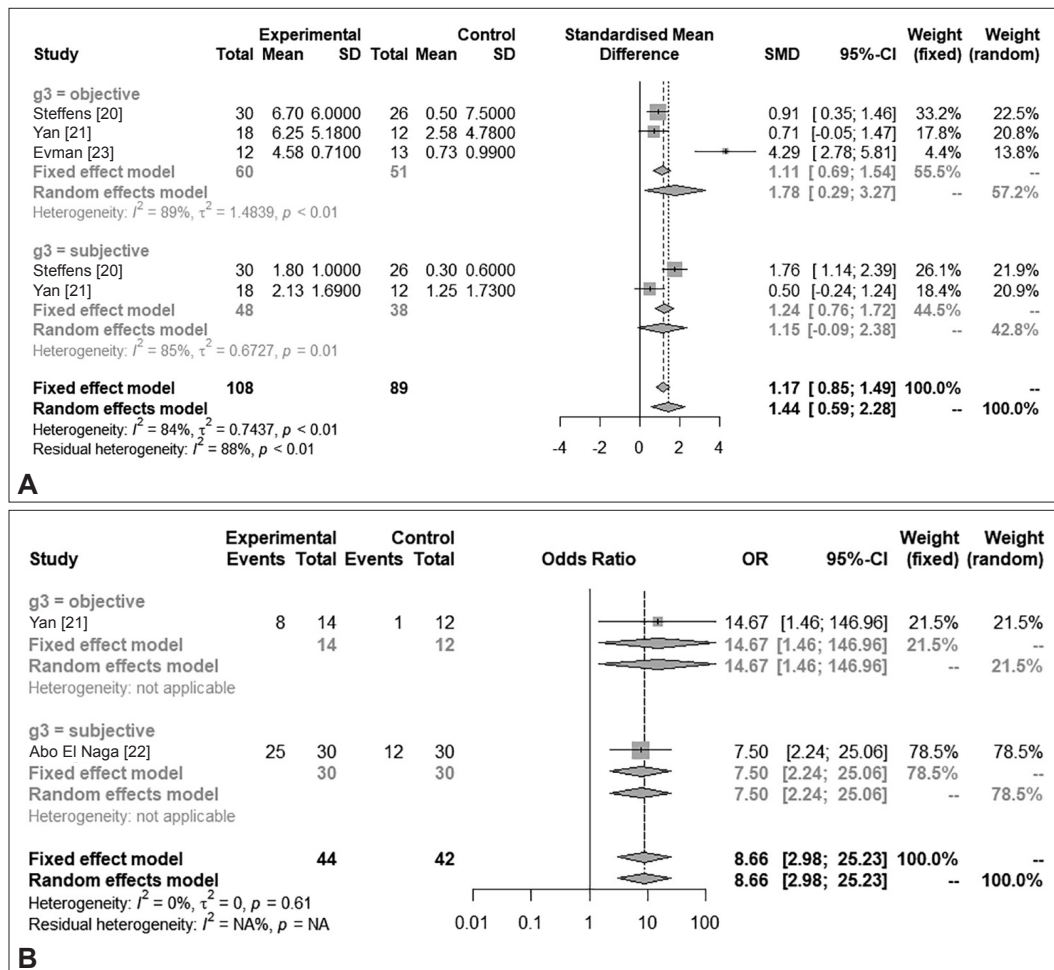 Experimental Control Standardised Mean Weight Weight
Study Total Mean SD Total Mean SD Difference SMD 95%-CI (fixed) (random)
g3 = objective
Steffens [20] 30 6.70 6.0000 26 0.50 7.5000 0.91 [ 0.35; 1.46] 33.2% 22.5%
Yan [21] 18 6.25 5.1800 12 2.58 4.7800 0.71 [-0.05; 1.47] 17.8% 20.8%
Evman [23] 12 4.58 0.7100 13 0.73 0.9900 4.29 [ 2.78; 5.81] 4.4% 13.8%
Fixed effect model 60 51 1.11 [ 0.69; 1.54] 55.5% --
Random effects model 1.78 [ 0.29; 3.27] -- 57.2%
Heterogeneity: I² = 89%, τ² = 1.4839, p < 0.01
g3 = subjective
Steffens [20] 30 1.80 1.0000 26 0.30 0.6000 1.76 [ 1.14; 2.39] 26.1% 21.9%
Yan [21] 18 2.13 1.6900 12 1.25 1.7300 0.50 [-0.24; 1.24] 18.4% 20.9%
Fixed effect model 48 38 1.24 [ 0.76; 1.72] 44.5% --
Random effects model 1.15 [-0.09; 2.38] -- 42.8%
Heterogeneity: I² = 85%, τ² = 0.6727, p = 0.01
Fixed effect model 108 89 1.17 [ 0.85; 1.49] 100.0% --
Random effects model 1.44 [ 0.59; 2.28] -- 100.0%
Heterogeneity: I² = 84%, τ² = 0.7437, p < 0.01
Residual heterogeneity: I² = 88%, p < 0.01
-4 -2 0 2 4
A
Experimental Control Weight Weight
Study Events Total Events Total Odds Ratio OR 95%-CI (fixed) (random)
g3 = objective
Yan [21] 8 14 1 12 14.67 [1.46; 146.96] 21.5% 21.5%
Fixed effect model 14 12 14.67 [1.46; 146.96] 21.5% --
Random effects model 14.67 [1.46; 146.96] -- 21.5%
Heterogeneity: not applicable
g3 = subjective
Abo El Naga [22] 25 30 12 30 7.50 [2.24; 25.06] 78.5% 78.5%
Fixed effect model 30 30 7.50 [2.24; 25.06] 78.5% --
Random effects model 7.50 [2.24; 25.06] -- 78.5%
Heterogeneity: not applicable
Fixed effect model 44 42 8.66 [2.98; 25.23] 100.0% --
Random effects model 8.66 [2.98; 25.23] -- 100.0%
Heterogeneity: I² = 0%, τ² = 0, p = 0.61
Residual heterogeneity: I² = NA%, p = NA
0.01 0.1 1 10 100
B